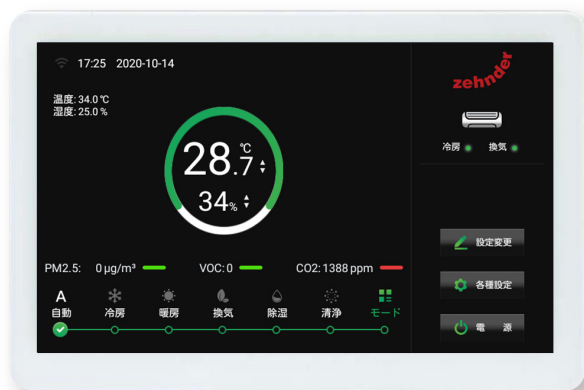 17:25 2020-10-14
zehnder
温度: 34.0 ℃
湿度: 25.0 %
冷房 換気
28.7 ℃
34%
設定変更
PM2.5: 0 µg/m³ VOC: 0 CO2: 1388 ppm
各種設定
A
自動 冷房 暖房 換気 除湿 清浄 モード
電 源